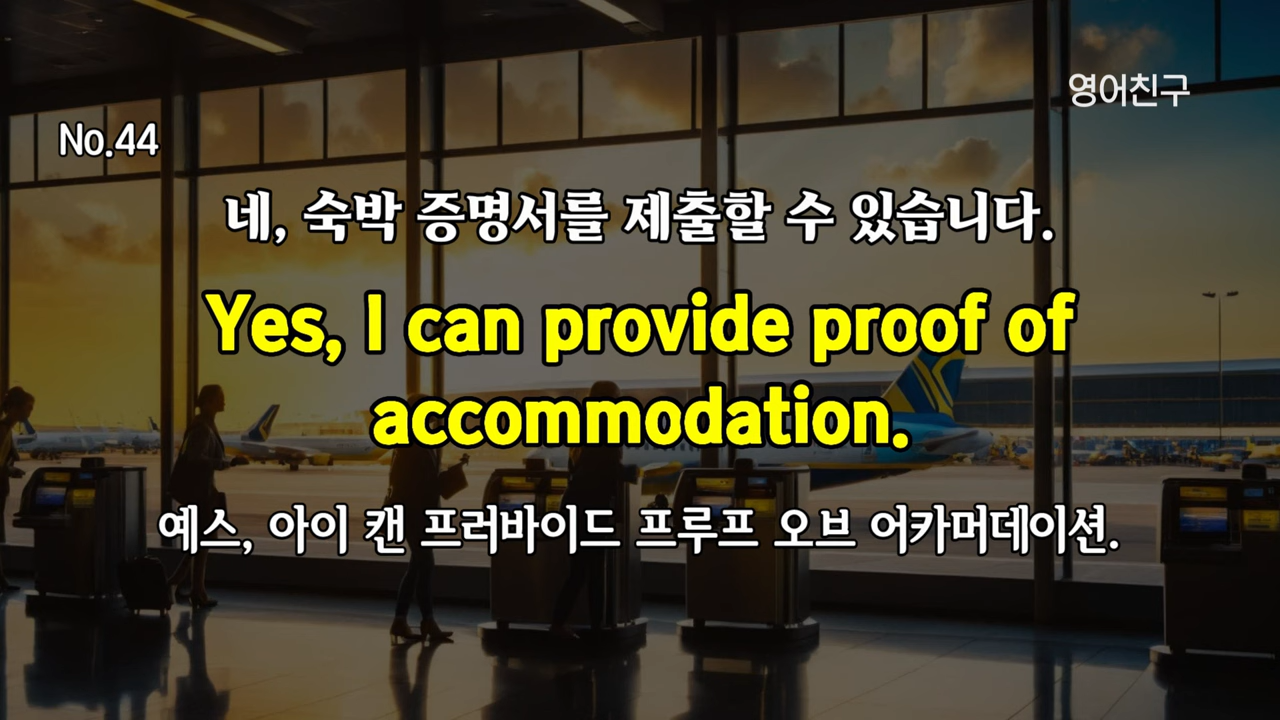 영어친구
No.44
네, 숙박 증명서를 제출할 수 있습니다.
Yes, I can provide proof of
accommodation.
예스, 아이 캔 프러바이드 프루프 오브 어카머데이션.